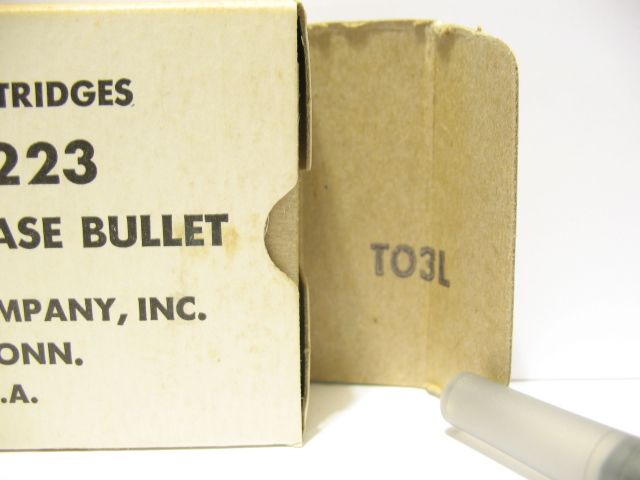 TRIDGES
223
ASE BULLET
MPANY, INC.
ONN.
.A.
TO3L